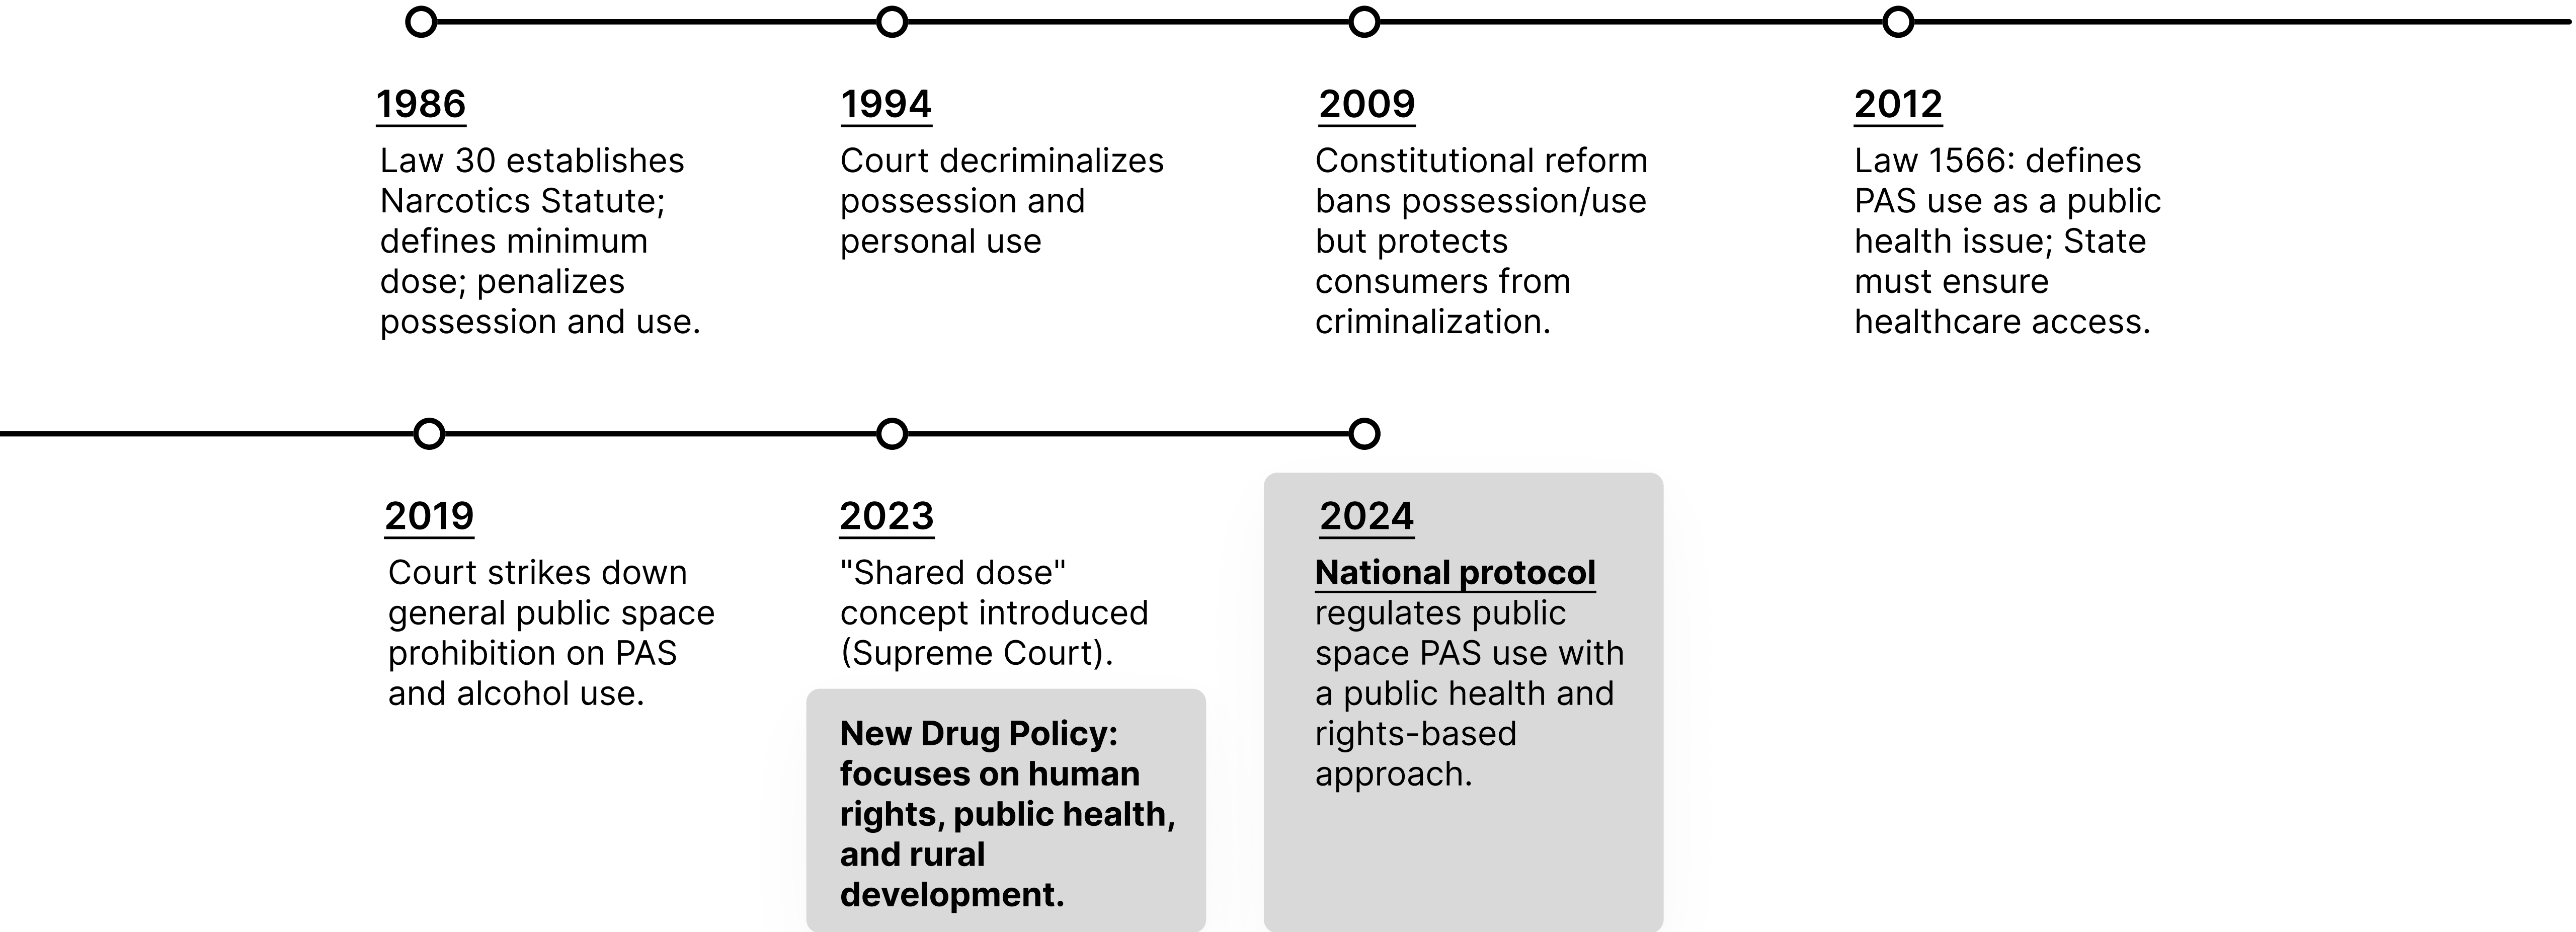 1986
Law 30 establishes
Narcotics Statute;
defines minimum
dose; penalizes
possession and use.
1994
Court decriminalizes
possession and
personal use
2009
Constitutional reform
bans possession/use
but protects
consumers from
criminalization.
2012
Law 1566: defines
PAS use as a public
health issue; State
must ensure
healthcare access.
2019
Court strikes down
general public space
prohibition on PAS
and alcohol use.
2023
"Shared dose"
concept introduced
(Supreme Court).
New Drug Policy:
focuses on human
rights, public health,
and rural
development.
2024
National protocol
regulates public
space PAS use with
a public health and
rights-based
approach.